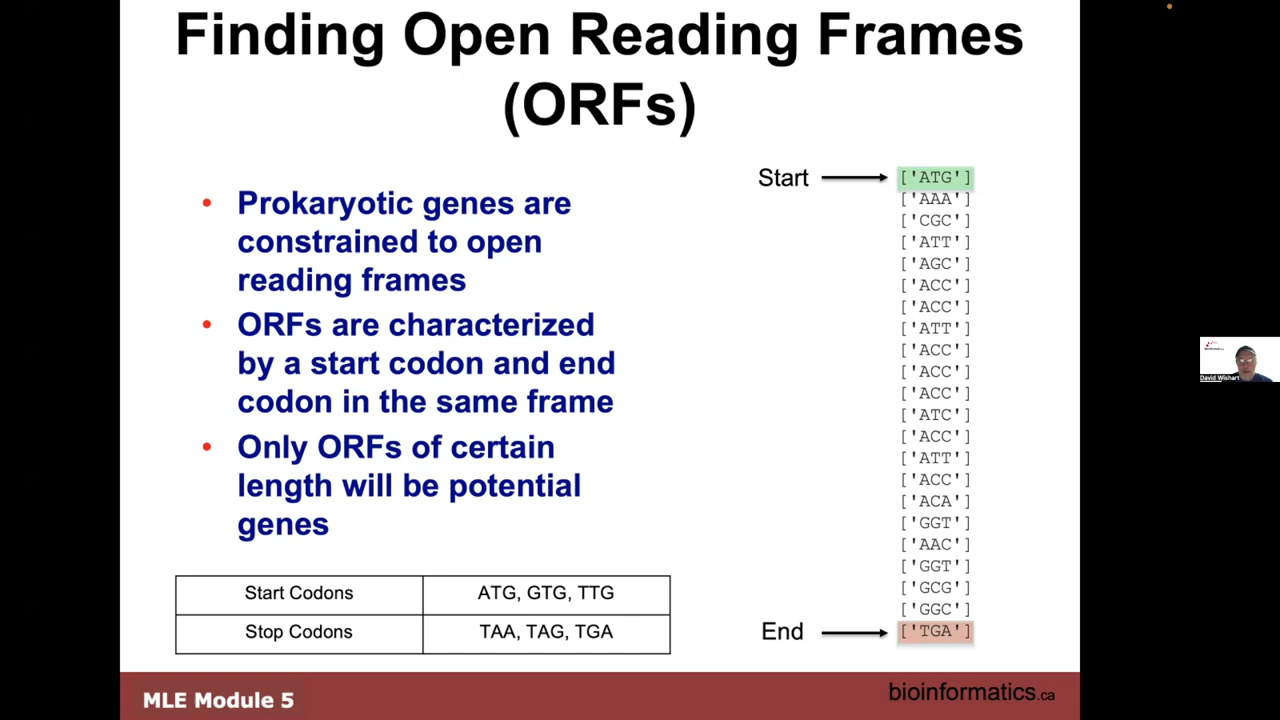 Finding Open Reading Frames
(ORFs)
• Prokaryotic genes are
constrained to open
reading frames
• ORFs are characterized
by a start codon and end
codon in the same frame
• Only ORFs of certain
length will be potential
genes
Start Codons ATG, GTG, TTG
Stop Codons TAA, TAG, TGA
Start ['ATG']
['AAA']
['CGC']
['ATT']
['AGC']
['ACC']
['ACC']
['ATT']
['ACC']
['ACC']
['ACC']
['ATC']
['ACC']
['ATT']
['ACC']
['ACA']
['GGT']
['AAC']
['GGT']
['GCG']
['GGC']
End ['TGA']
MLE Module 5
bioinformatics.ca
David Wishart